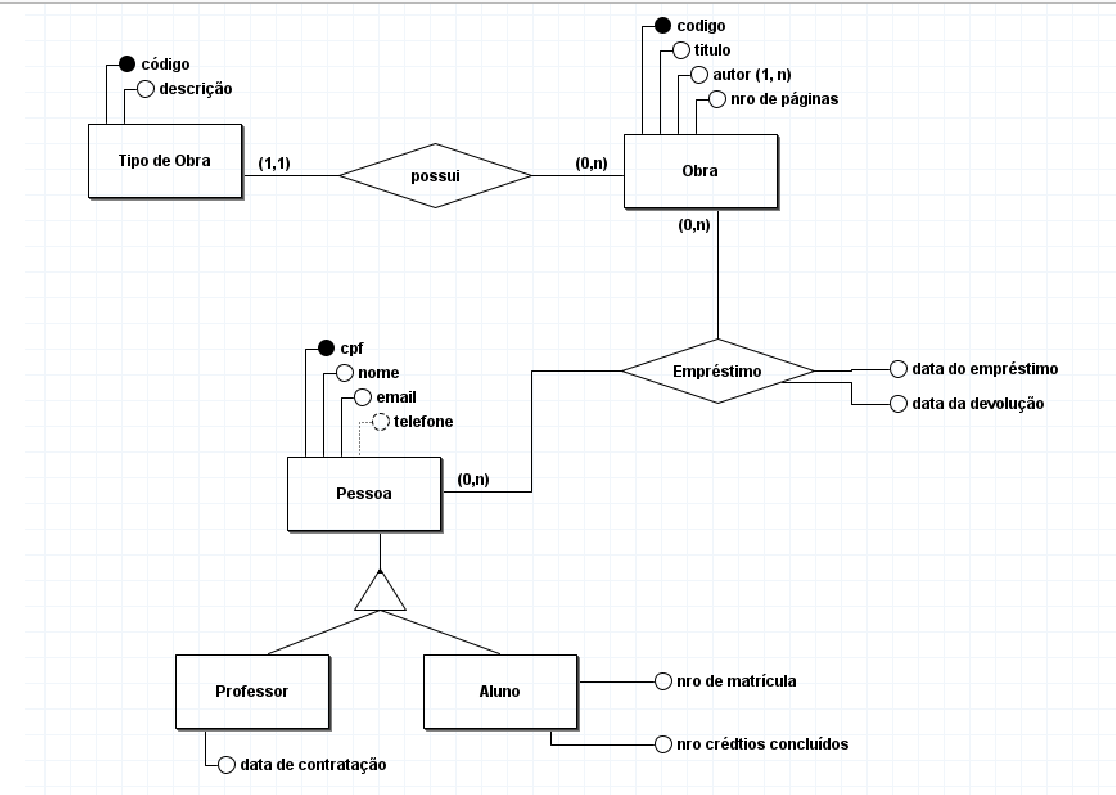 código
descrição
Tipo de Obra
(1,1)
possui
(0,n)
codigo
titulo
autor (1, n)
nro de páginas
Obra
(0,n)
Empréstimo
data do empréstimo
data da devolução
cpf
nome
email
telefone
Pessoa
(0,n)
Professor
data de contratação
Aluno
nro de matrícula
nro crédtios concluídos